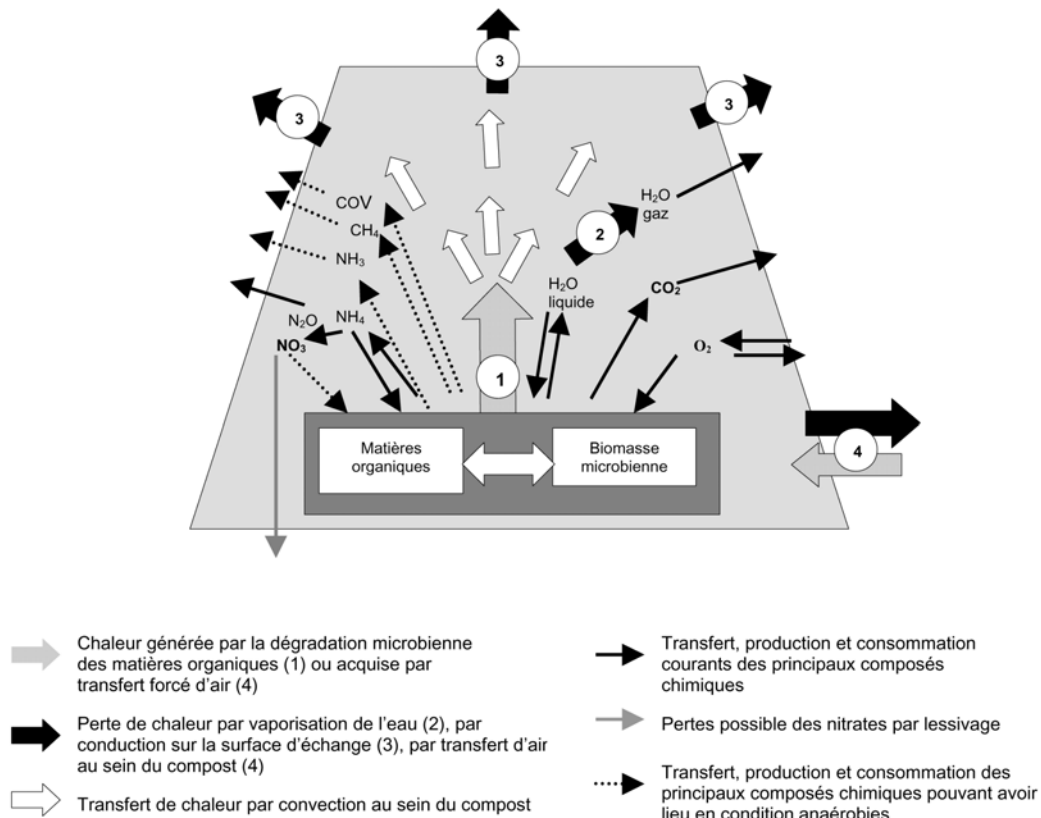 3
3
3
COV
CH₄
NH₃
N₂O
NH₄
NO₃
H₂O
gaz
2
H₂O
liquide
CO₂
O₂
1
4
Matières
organiques
Biomasse
microbienne
Chaleur générée par la dégradation microbienne
des matières organiques (1) ou acquise par
transfert forcé d'air (4)
Perte de chaleur par vaporisation de l'eau (2), par
conduction sur la surface d'échange (3), par transfert d'air
au sein du compost (4)
Transfert de chaleur par convection au sein du compost
Transfert, production et consommation
courants des principaux composés
chimiques
Pertes possible des nitrates par lessivage
Transfert, production et consommation des
principaux composés chimiques pouvant avoir
lieu en condition anaérobies